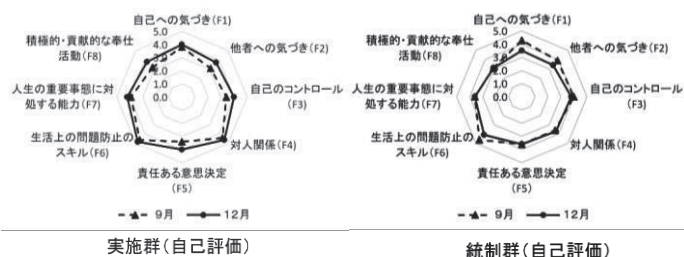 自己への気づき(F1)
積極的・貢献的な奉仕
活動(F8)
5.0
4.0
3.0
2.0
1.0
0.0
他者への気づき(F2)
人生の重要事態に対
処する能力(F7)
自己のコントロール
(F3)
生活上の問題防止の
スキル(F6)
対人関係(F4)
責任ある意思決定
(F5)
9月 12月
実施群(自己評価)
自己への気づき(F1)
積極的・貢献的な奉仕
活動(F8)
5.0
4.0
3.0
2.0
1.0
0.0
他者への気づき(F2)
人生の重要事態に対
処する能力(F7)
自己のコントロール
(F3)
生活上の問題防止の
スキル(F6)
対人関係(F4)
責任ある意思決定
(F5)
9月 12月
統制群(自己評価)